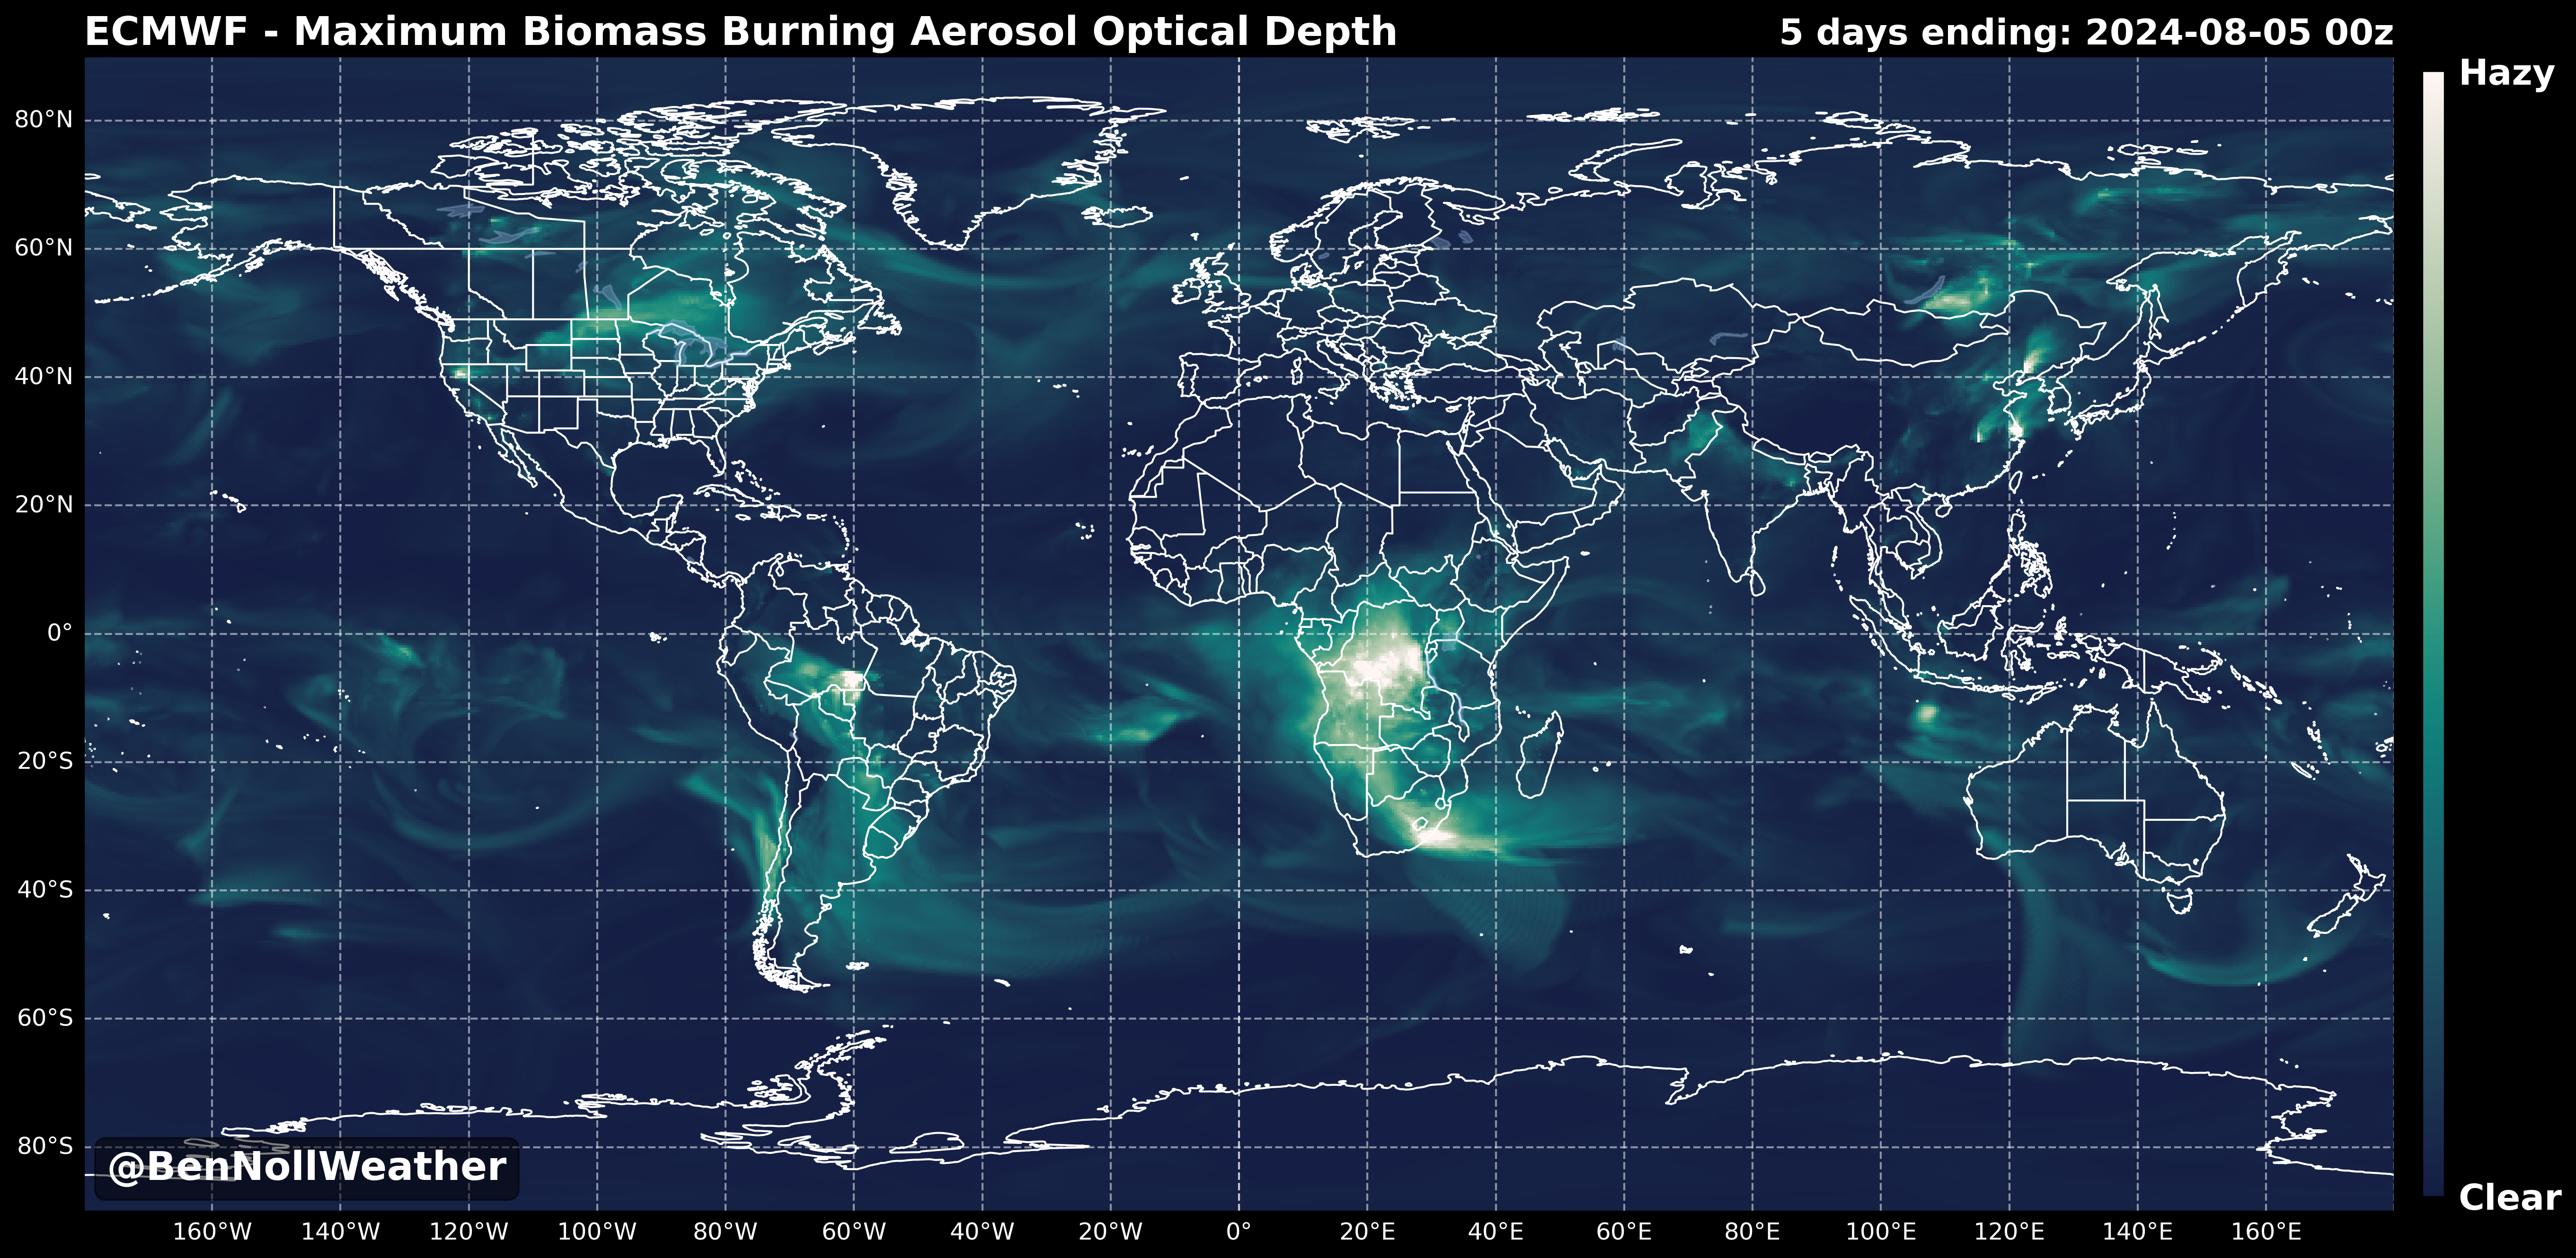 ECMWF - Maximum Biomass Burning Aerosol Optical Depth
5 days ending: 2024-08-05 00z
Hazy
80°N
60°N
40°N
20°N
0°
20°S
40°S
60°S
80°S
@BenNollWeather
Clear
160°W 140°W 120°W 100°W 80°W 60°W 40°W 20°W 0° 20°E 40°E 60°E 80°E 100°E 120°E 140°E 160°E